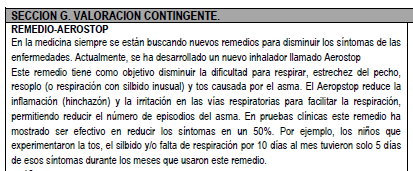 SECCION G. VALORACION CONTINGENTE.
REMEDIO-AEROSTOP
En la medicina siempre se están buscando nuevos remedios para disminuir los síntomas de las
enfermedades. Actualmente, se ha desarrollado un nuevo inhalador llamado Aerostop
Este remedio tiene como objetivo disminuir la dificultad para respirar, estrechez del pecho,
resoplo (o respiración con silbido inusual) y tos causada por el asma. El Aeropstop reduce la
inflamación (hinchazón) y la irritación en las vías respiratorias para facilitar la respiración,
permitiendo reducir el número de episodios del asma. En pruebas clínicas este remedio ha
mostrado ser efectivo en reducir los síntomas en un 50%. Por ejemplo, los niños que
experimentaron la tos, el silbido y/o falta de respiración por 10 días al mes tuvieron solo 5 días
de esos síntomas durante los meses que usaron este remedio.